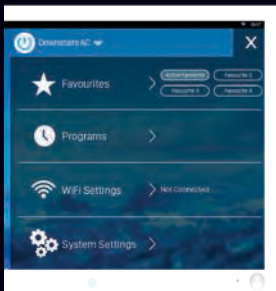 Downstairs AC
X
Favourites
Active Favourite Favourite 2
Favourite 3 Favourite 4
Programs
WiFi Settings Not Connected
System Settings